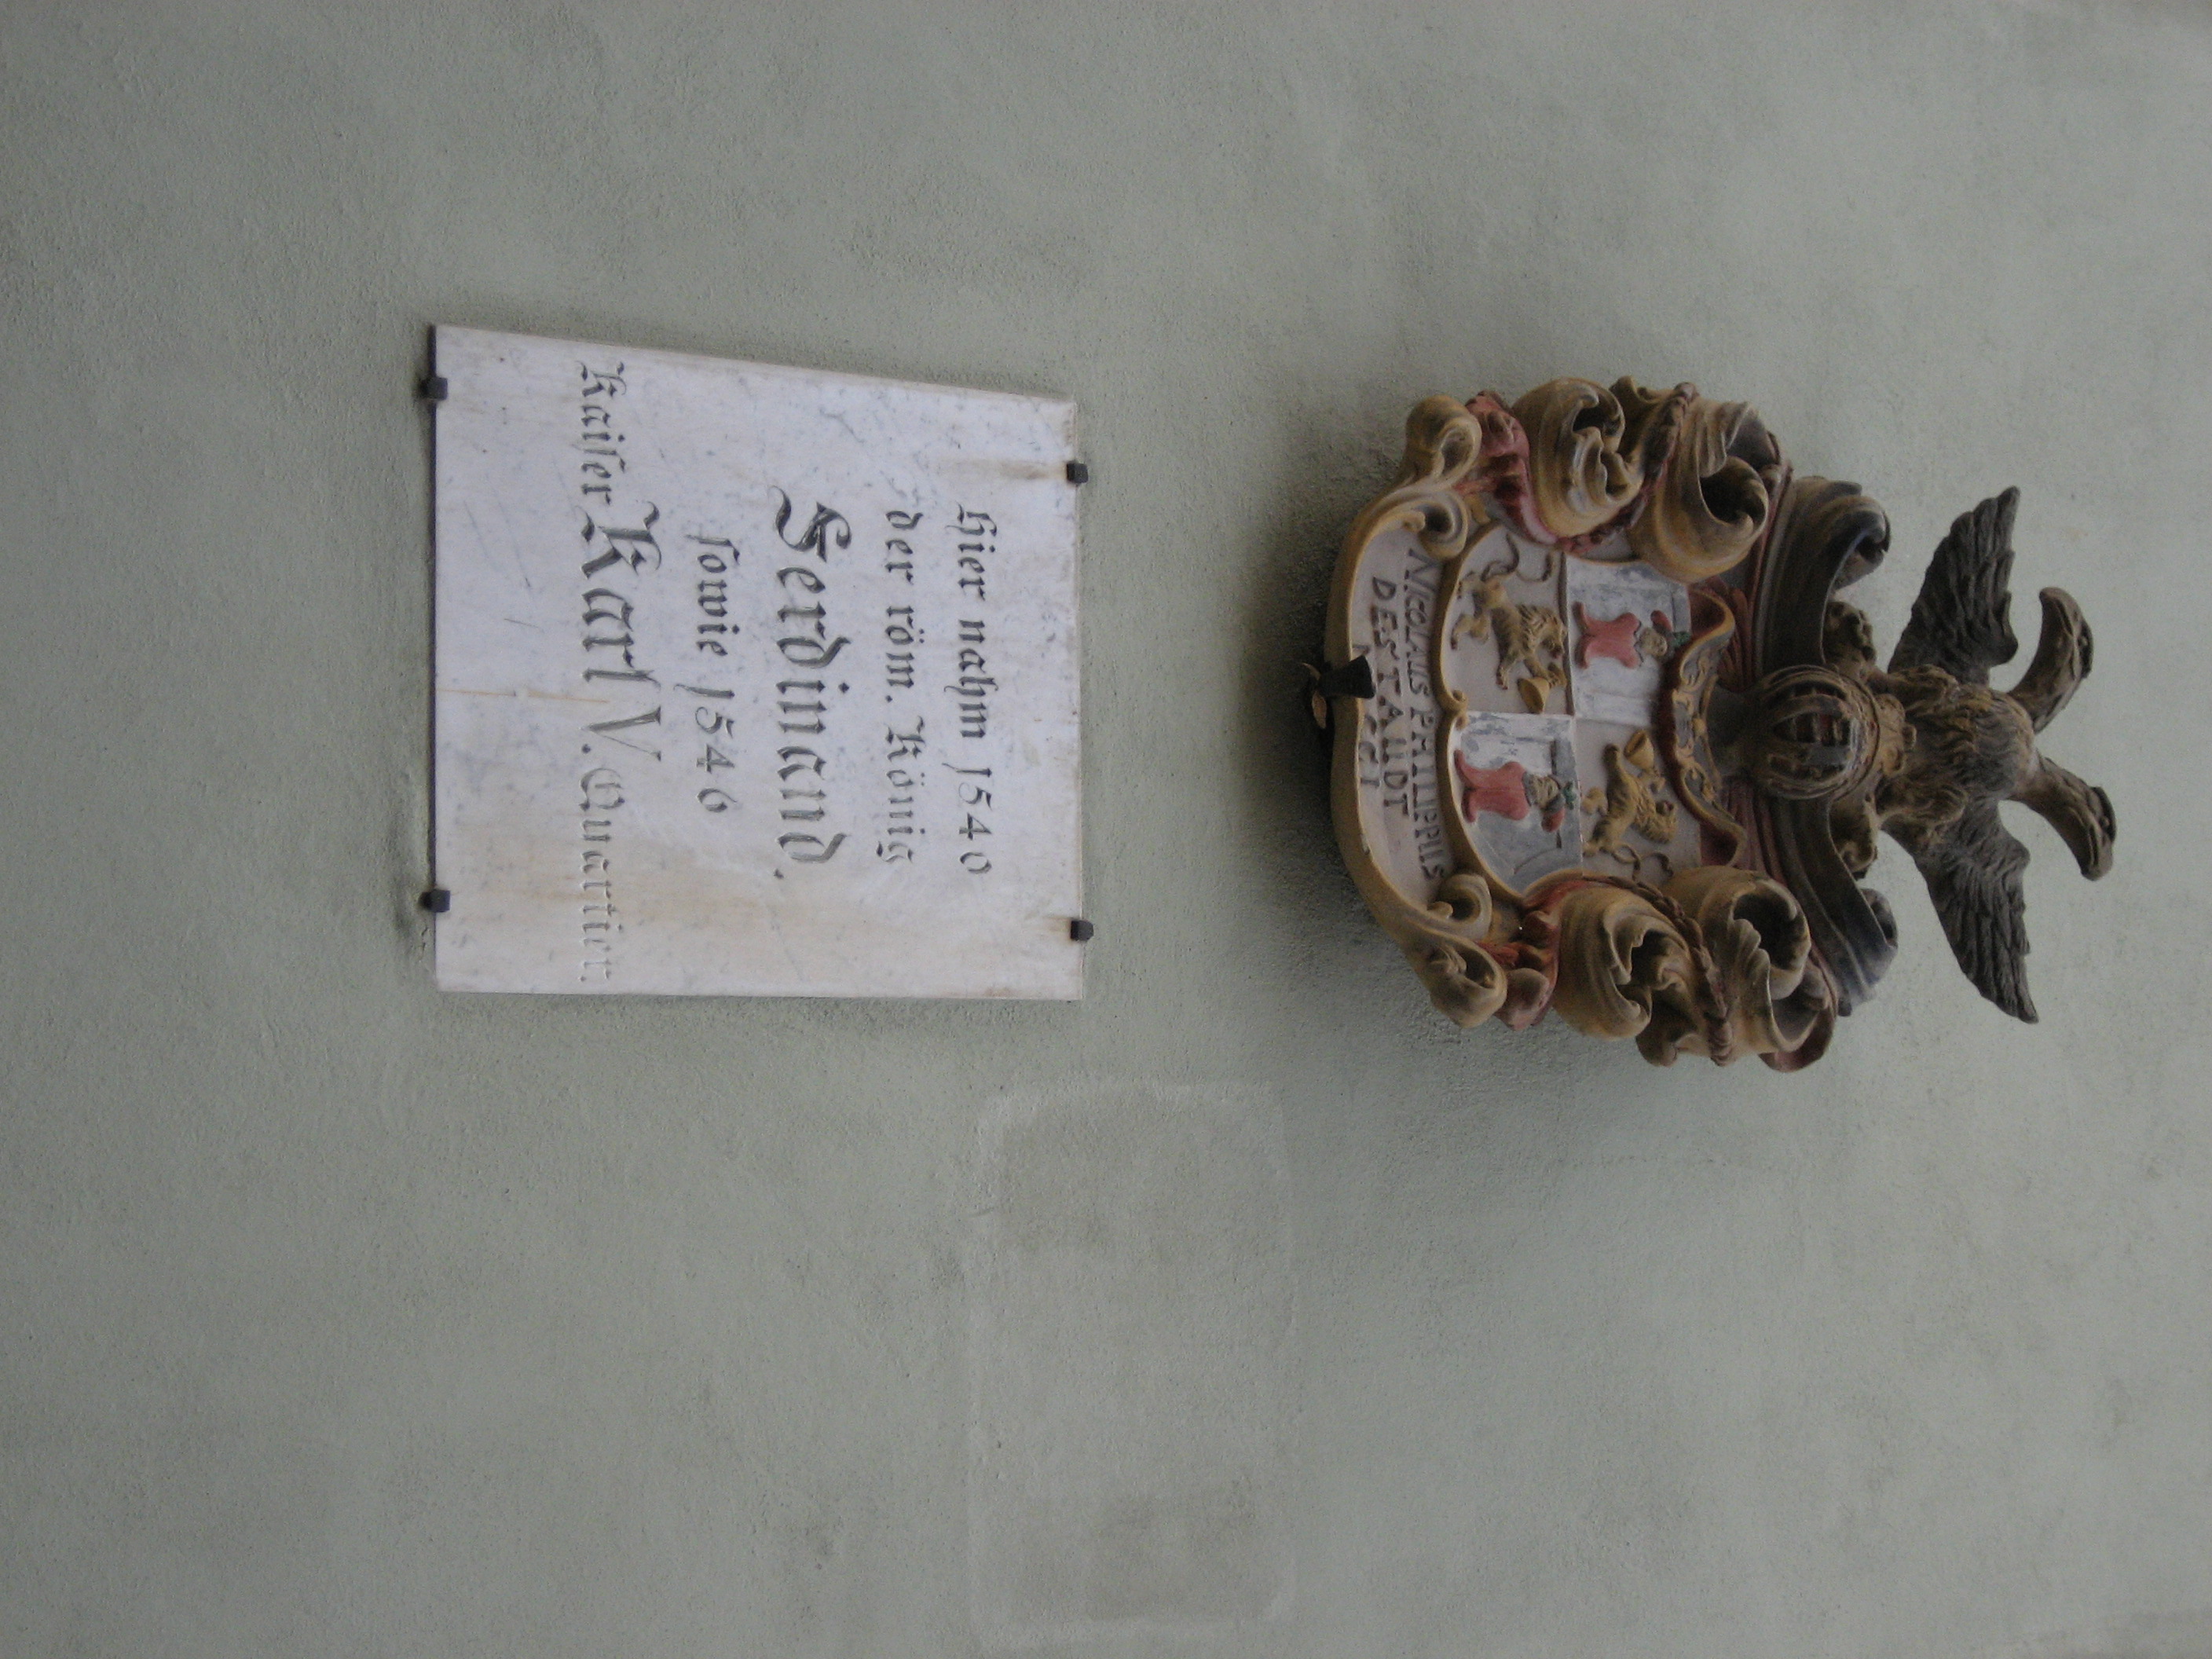 NICOLAUS PHILIPPUS
DE STAUDT
Hier nahm 1540
der röm. König
Ferdinand,
ſowie 1546
Kaiſer Karl V. Quartier.